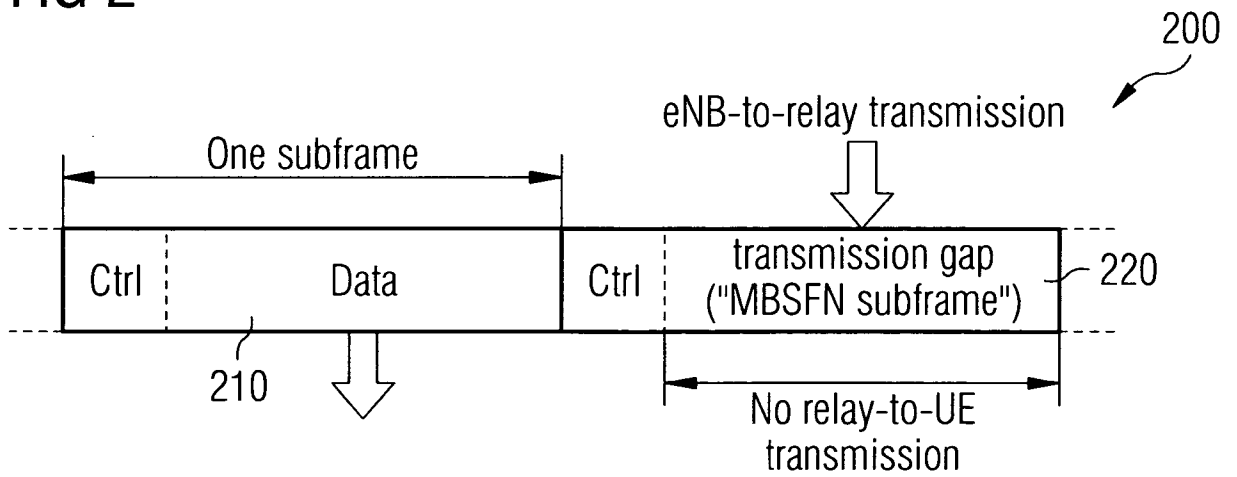 FIG 2
200
eNB-to-relay transmission
One subframe
Ctrl
Data
Ctrl
transmission gap
("MBSFN subframe")
220
210
No relay-to-UE
transmission